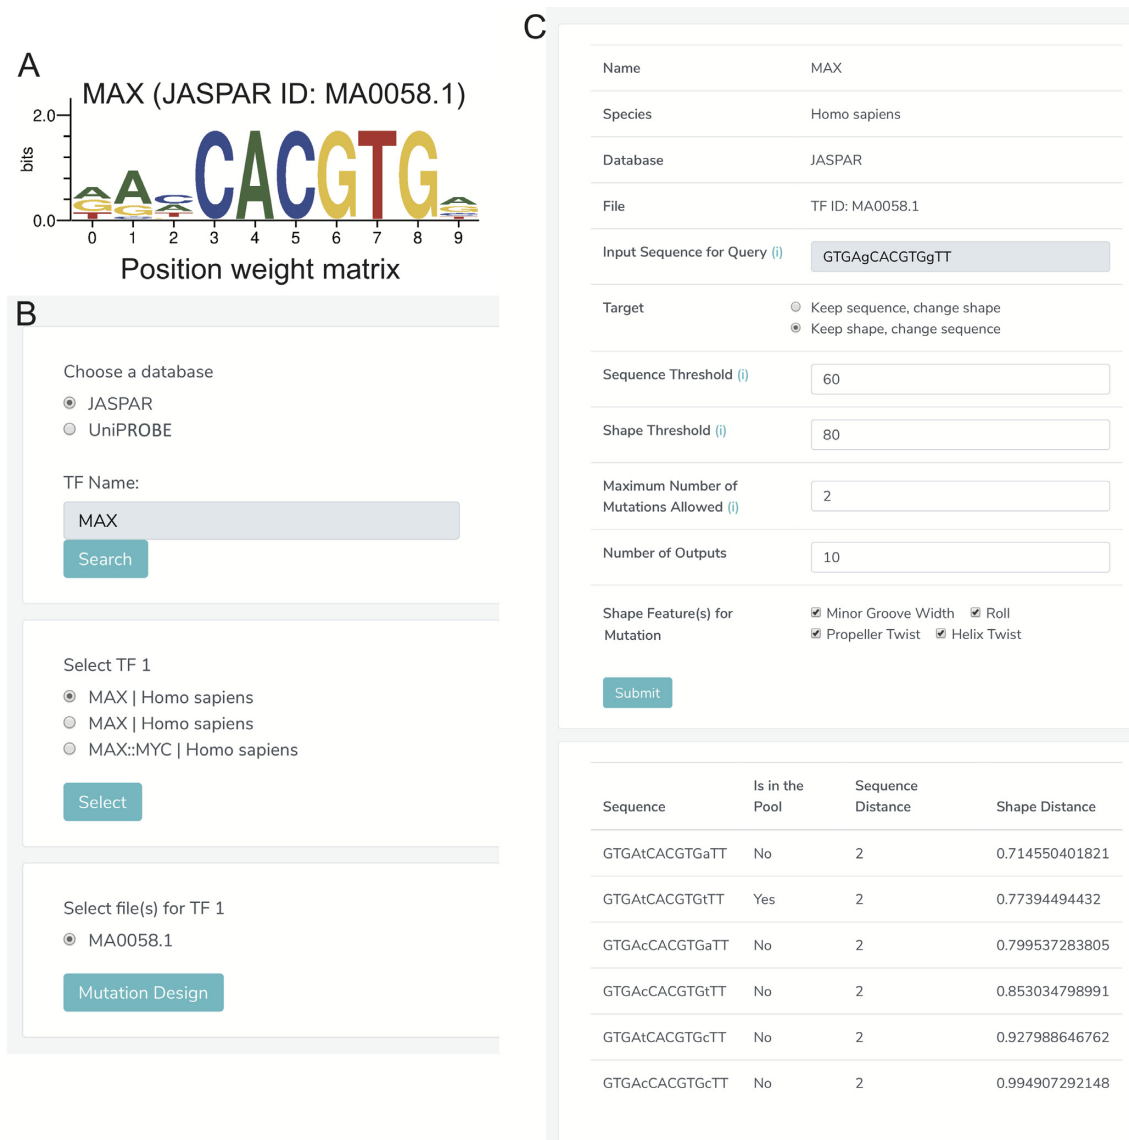 A
MAX (JASPAR ID: MA0058.1)
2.0
bits
0.0
CACGTG
0 1 2 3 4 5 6 7 8 9
Position weight matrix
B
Choose a database
JASPAR
UniPROBE
TF Name:
MAX
Search
Select TF 1
MAX | Homo sapiens
MAX | Homo sapiens
MAX::MYC | Homo sapiens
Select
Select file(s) for TF 1
MA0058.1
Mutation Design
C
Name MAX
Species Homo sapiens
Database JASPAR
File TF ID: MA0058.1
Input Sequence for Query (i) GTGAgCACGTGgTT
Target Keep sequence, change shape
Keep shape, change sequence
Sequence Threshold (i) 60
Shape Threshold (i) 80
Maximum Number of
Mutations Allowed (i) 2
Number of Outputs 10
Shape Feature(s) for Minor Groove Width Roll
Mutation Propeller Twist Helix Twist
Submit
Is in the Sequence
Sequence Pool Distance Shape Distance
GTGAtCACGTGaTT No 2 0.714550401821
GTGAtCACGTGtTT Yes 2 0.77394494432
GTGAcCACGTGaTT No 2 0.799537283805
GTGAcCACGTGtTT No 2 0.853034798991
GTGAtCACGTGcTT No 2 0.927988646762
GTGAcCACGTGcTT No 2 0.994907292148